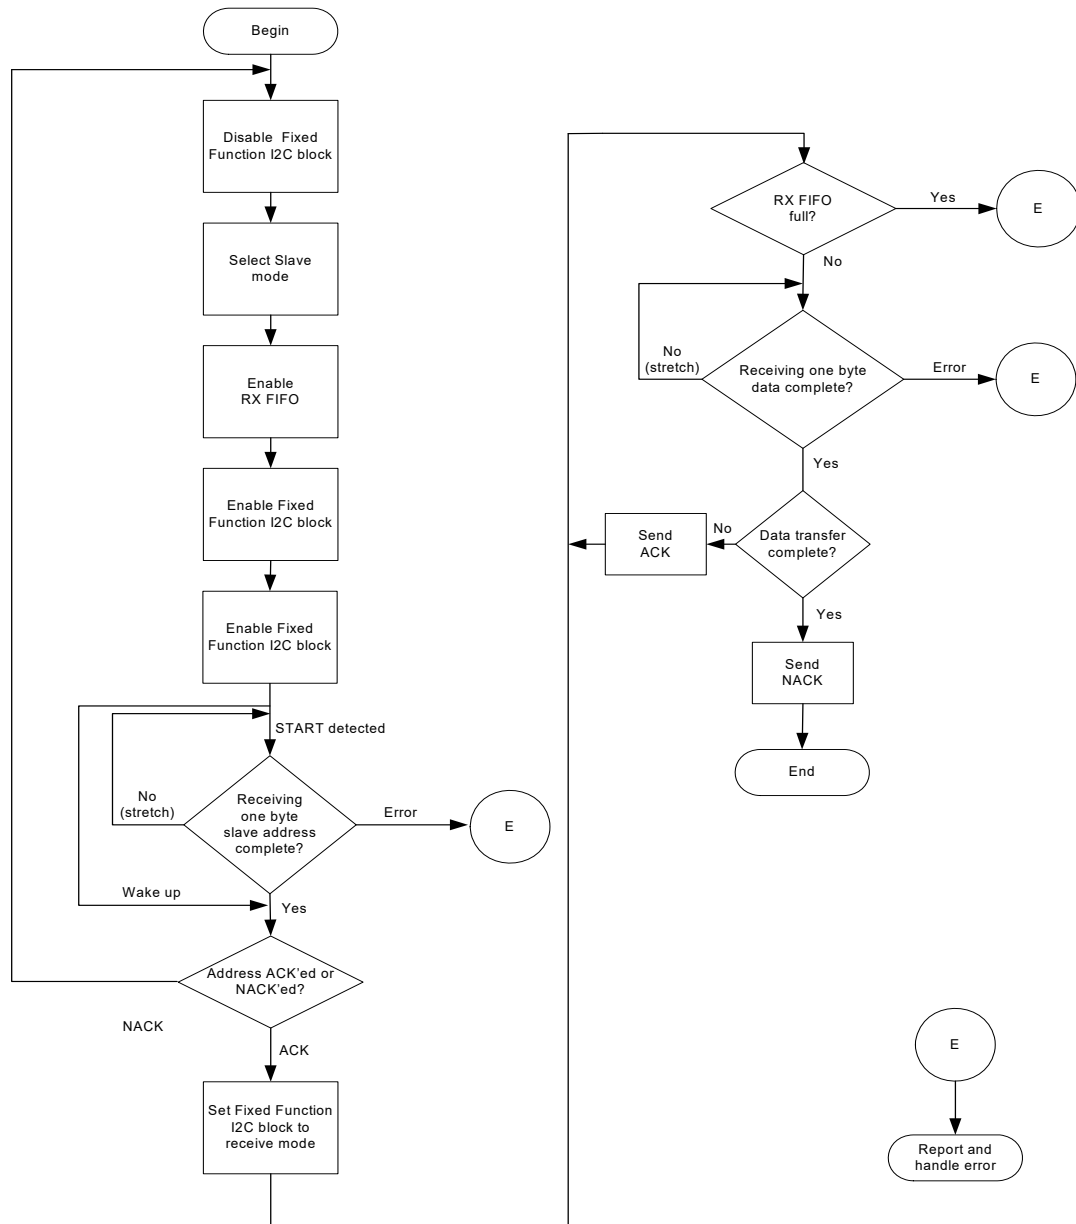 Begin
Disable Fixed
Function I2C block
Select Slave
mode
Enable
RX FIFO
Enable Fixed
Function I2C block
Enable Fixed
Function I2C block
START detected
No
(stretch)
Receiving
one byte
slave address
complete?
Error
E
Wake up
Yes
Address ACK'ed or
NACK'ed?
NACK
ACK
Set Fixed Function
I2C block to
receive mode
RX FIFO
full?
Yes
E
No
No
(stretch)
Receiving one byte
data complete?
Error
E
Yes
Send
ACK
No
Data transfer
complete?
Yes
Send
NACK
End
E
Report and
handle error